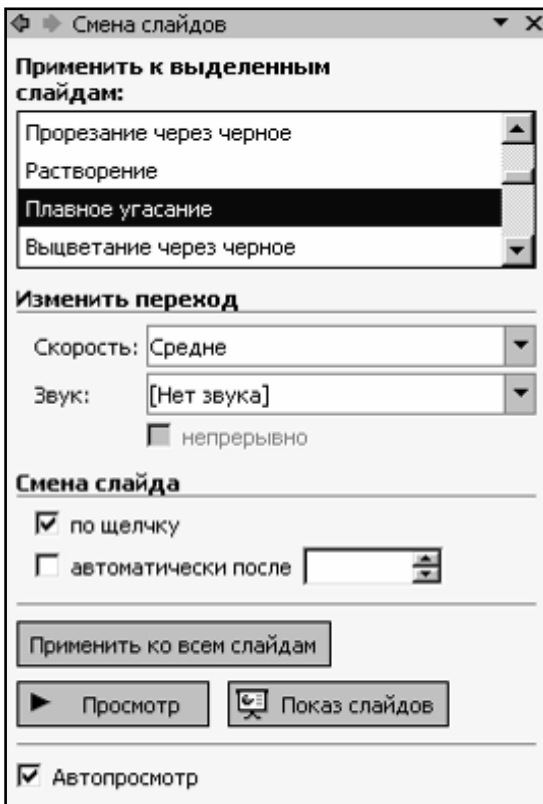 Смена слайдов
Применить к выделенным
слайдам:
Прорезание через черное
Растворение
Плавное угасание
Выцветание через черное
Изменить переход
Скорость: Средне
Звук: [Нет звука]
непрерывно
Смена слайда
по щелчку
автоматически после
Применить ко всем слайдам
Просмотр Показ слайдов
Автопросмотр